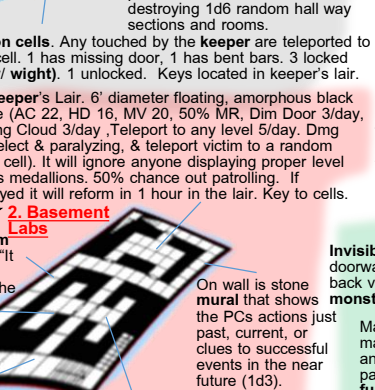 destroying 1d6 random hall way
sections and rooms.
on cells. Any touched by the keeper are teleported to
cell. 1 has missing door, 1 has bent bars. 3 locked
/ wight). 1 unlocked. Keys located in keeper's lair.
eeper's Lair. 6' diameter floating, amorphous black
e (AC 22, HD 16, MV 20, 50% MR, Dim Door 3/day,
ng Cloud 3/day ,Teleport to any level 5/day. Dmg
elect & paralyzing, & teleport victim to a random
cell). It will ignore anyone displaying proper level
s medallions. 50% chance out patrolling. If
yed it will reform in 1 hour in the lair. Key to cells.
2. Basement
Labs
m
"It
he
On wall is stone
mural that shows
the PCs actions just
past, current, or
clues to successful
events in the near
future (1d3).
Invisib
doorwa
back v
monst
Ma
ma
an
pa